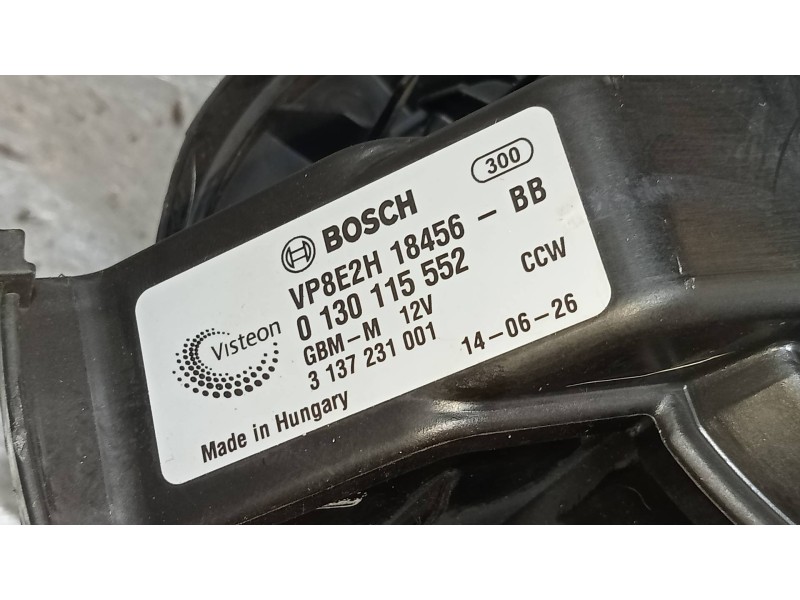 300
BOSCH
VP8E2H 18456 - BB
0 130 115 552 CCW
GBM-M 12V
3 137 231 001 14-06-26
Visteon
Made in Hungary